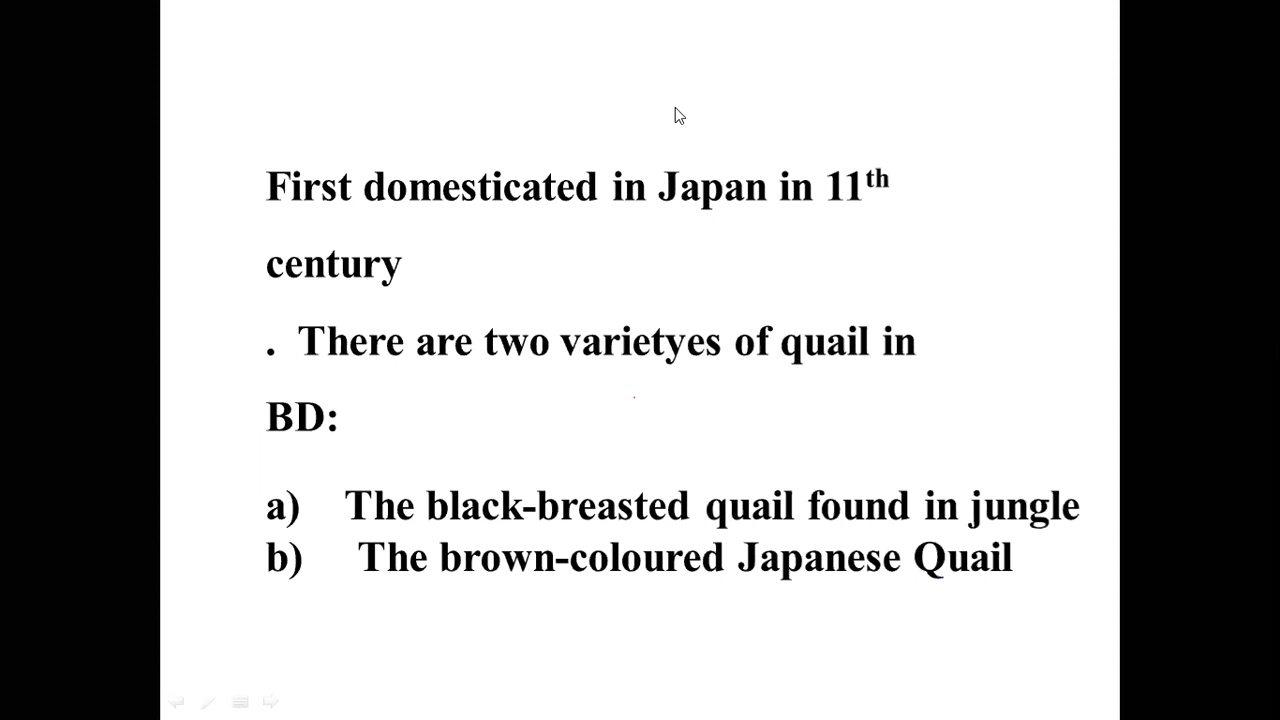 First domesticated in Japan in 11th
century
. There are two varietyes of quail in
BD:
a) The black-breasted quail found in jungle
b) The brown-coloured Japanese Quail